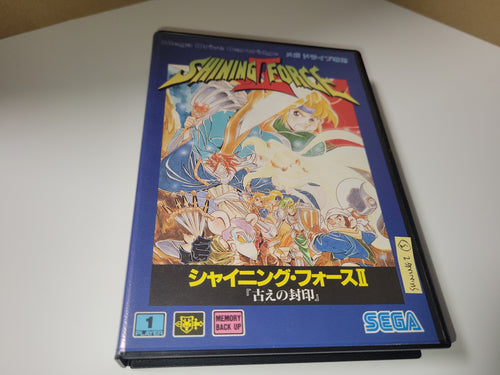 メガドライブ専用
SHINING FORCE
II
シャイニング・フォースII
『古えの封印』
1
PLAYER
MEMORY
BACK UP
SEGA